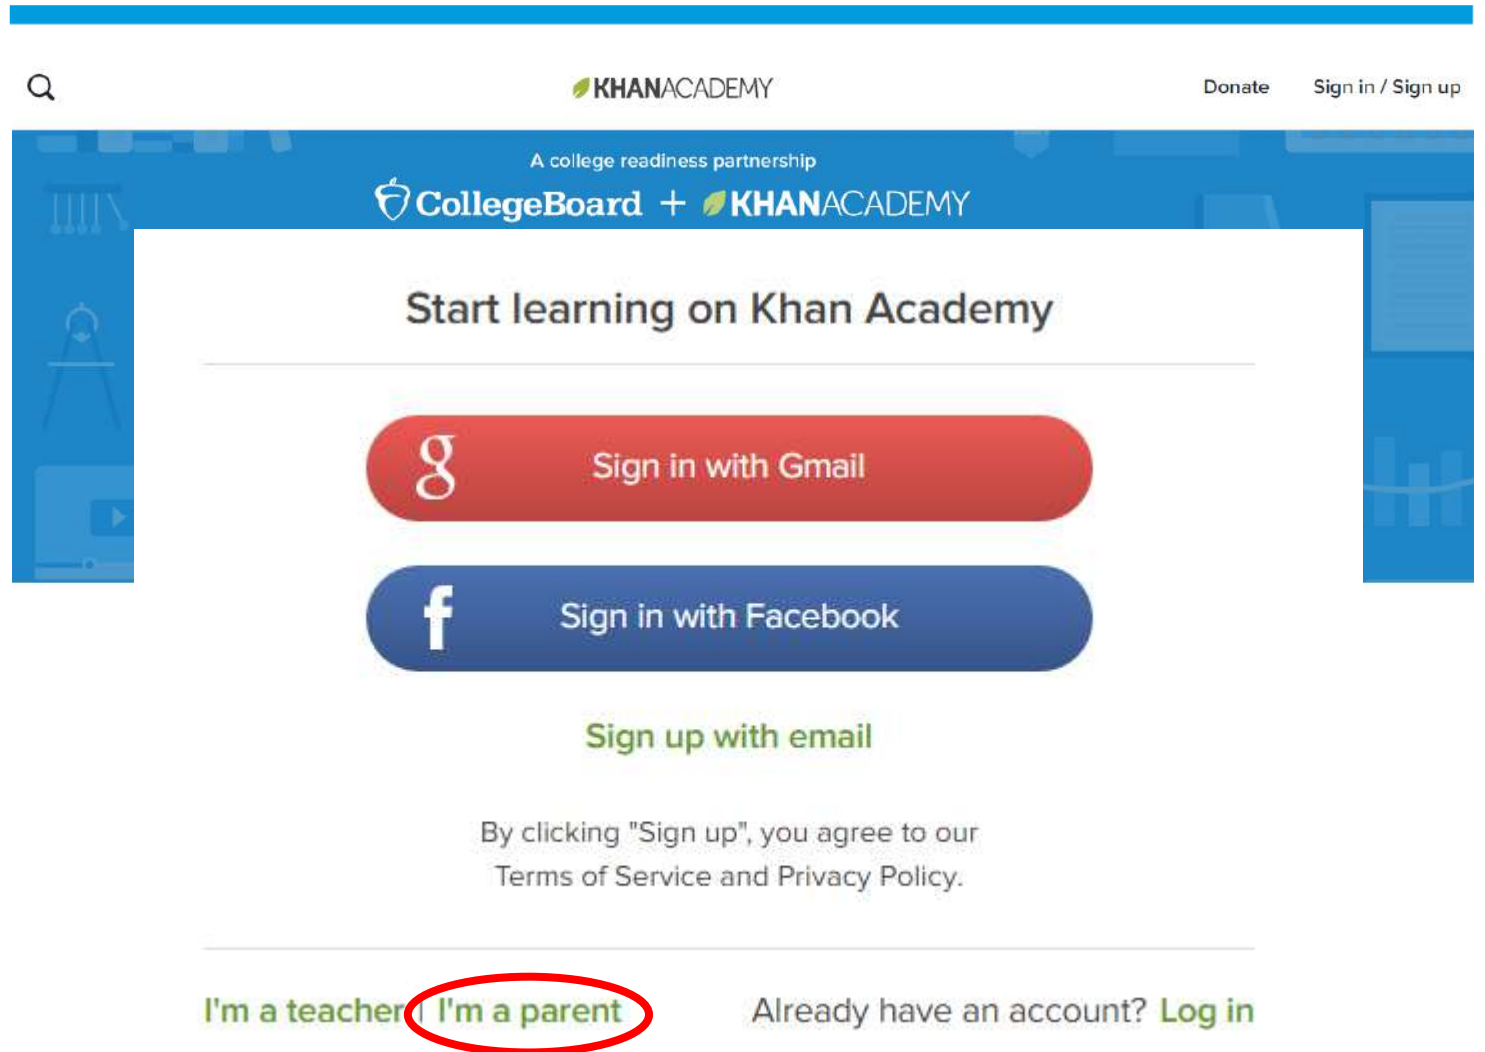 KHANACADEMY
Donate
Sign in / Sign up
A college readiness partnership
CollegeBoard + KHANACADEMY
Start learning on Khan Academy
g Sign in with Gmail
f Sign in with Facebook
Sign up with email
By clicking "Sign up", you agree to our
Terms of Service and Privacy Policy.
I'm a teacher | I'm a parent
Already have an account? Log in